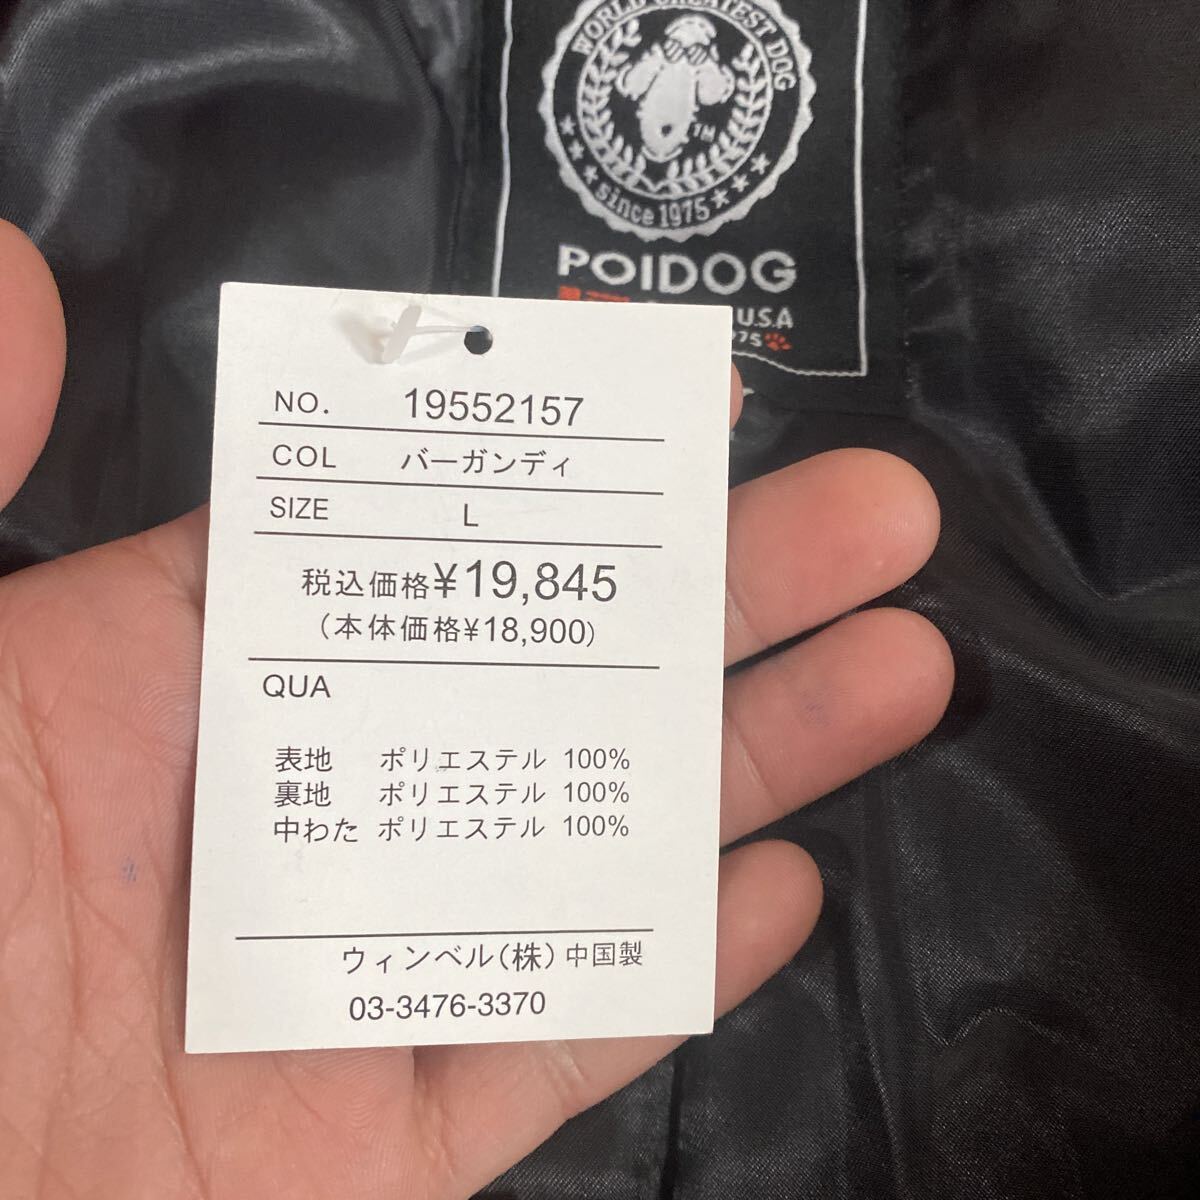 WORLD GREATEST DOG
TM
since 1975
POIDOG
U.S.A
NO. 19552157
COL バーガンディ
SIZE L
税込価格¥19,845
(本体価格¥18,900)
QUA
表地 ポリエステル 100%
裏地 ポリエステル 100%
中わた ポリエステル 100%
ウィンベル(株) 中国製
03-3476-3370